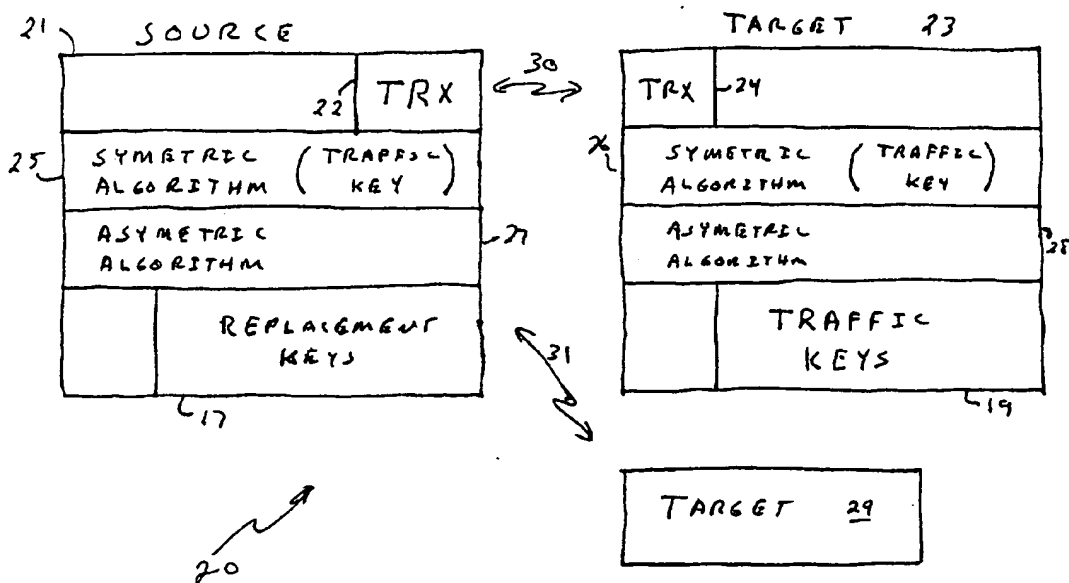 21 SOURCE
22 TRX
30
TARGET 23
TRX 24
25 SYMETRIC ALGORITHM (TRAFFIC KEY)
26 SYMETRIC ALGORITHM (TRAFFIC KEY)
ASYMETRIC ALGORITHM 27
ASYMETRIC ALGORITHM 28
REPLACEMENT KEYS
17
31
TRAFFIC KEYS
19
TARGET 29
20